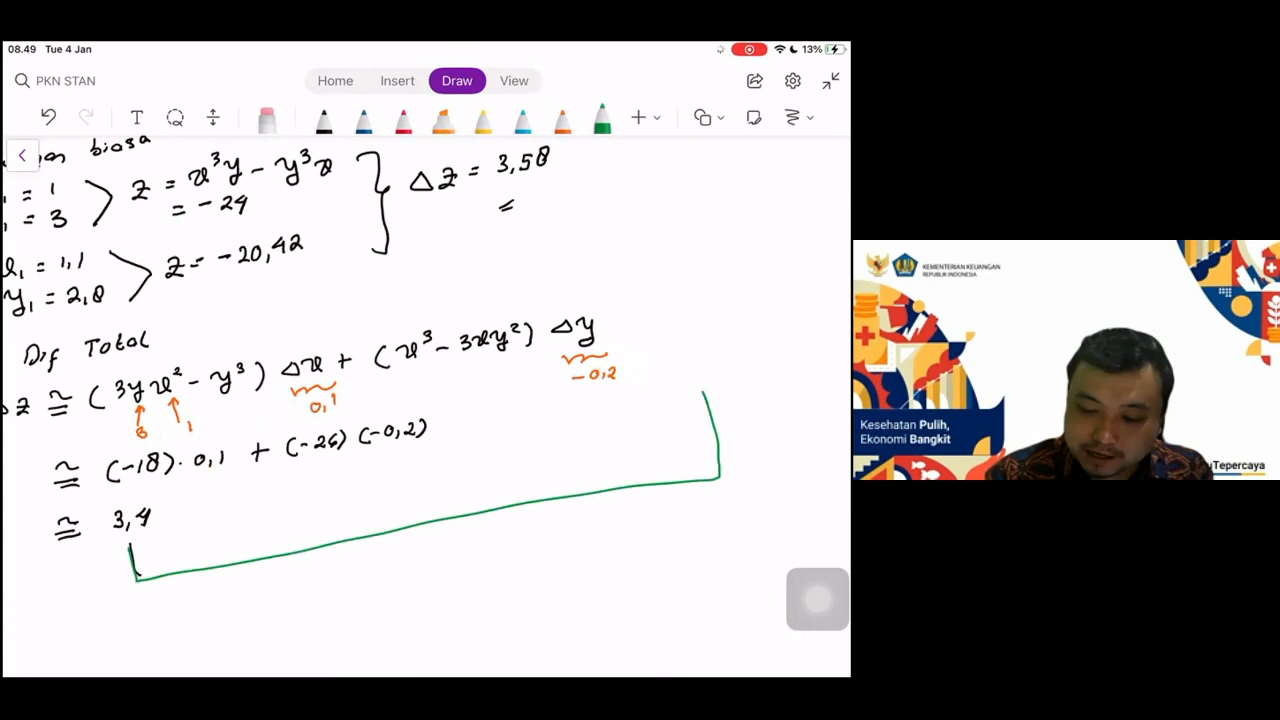 08.49 Tue 4 Jan
13%
PKN STAN
Home Insert Draw View
T
biasa
= 1
= 3
z = x³y - y³x
= -24
Δz = 3,58
x₁ = 1,1
y₁ = 2,8
z = -20,42
Dif Total
Δz ≅ (3yx² - y³) Δx + (x³ - 3xy²) Δy
3 1 0,1 -0,2
≅ (-18) · 0,1 + (-26) (-0,2)
≅ 3,4
KEMENTERIAN KEUANGAN
REPUBLIK INDONESIA
Kesehatan Pulih,
Ekonomi Bangkit
uTepercaya